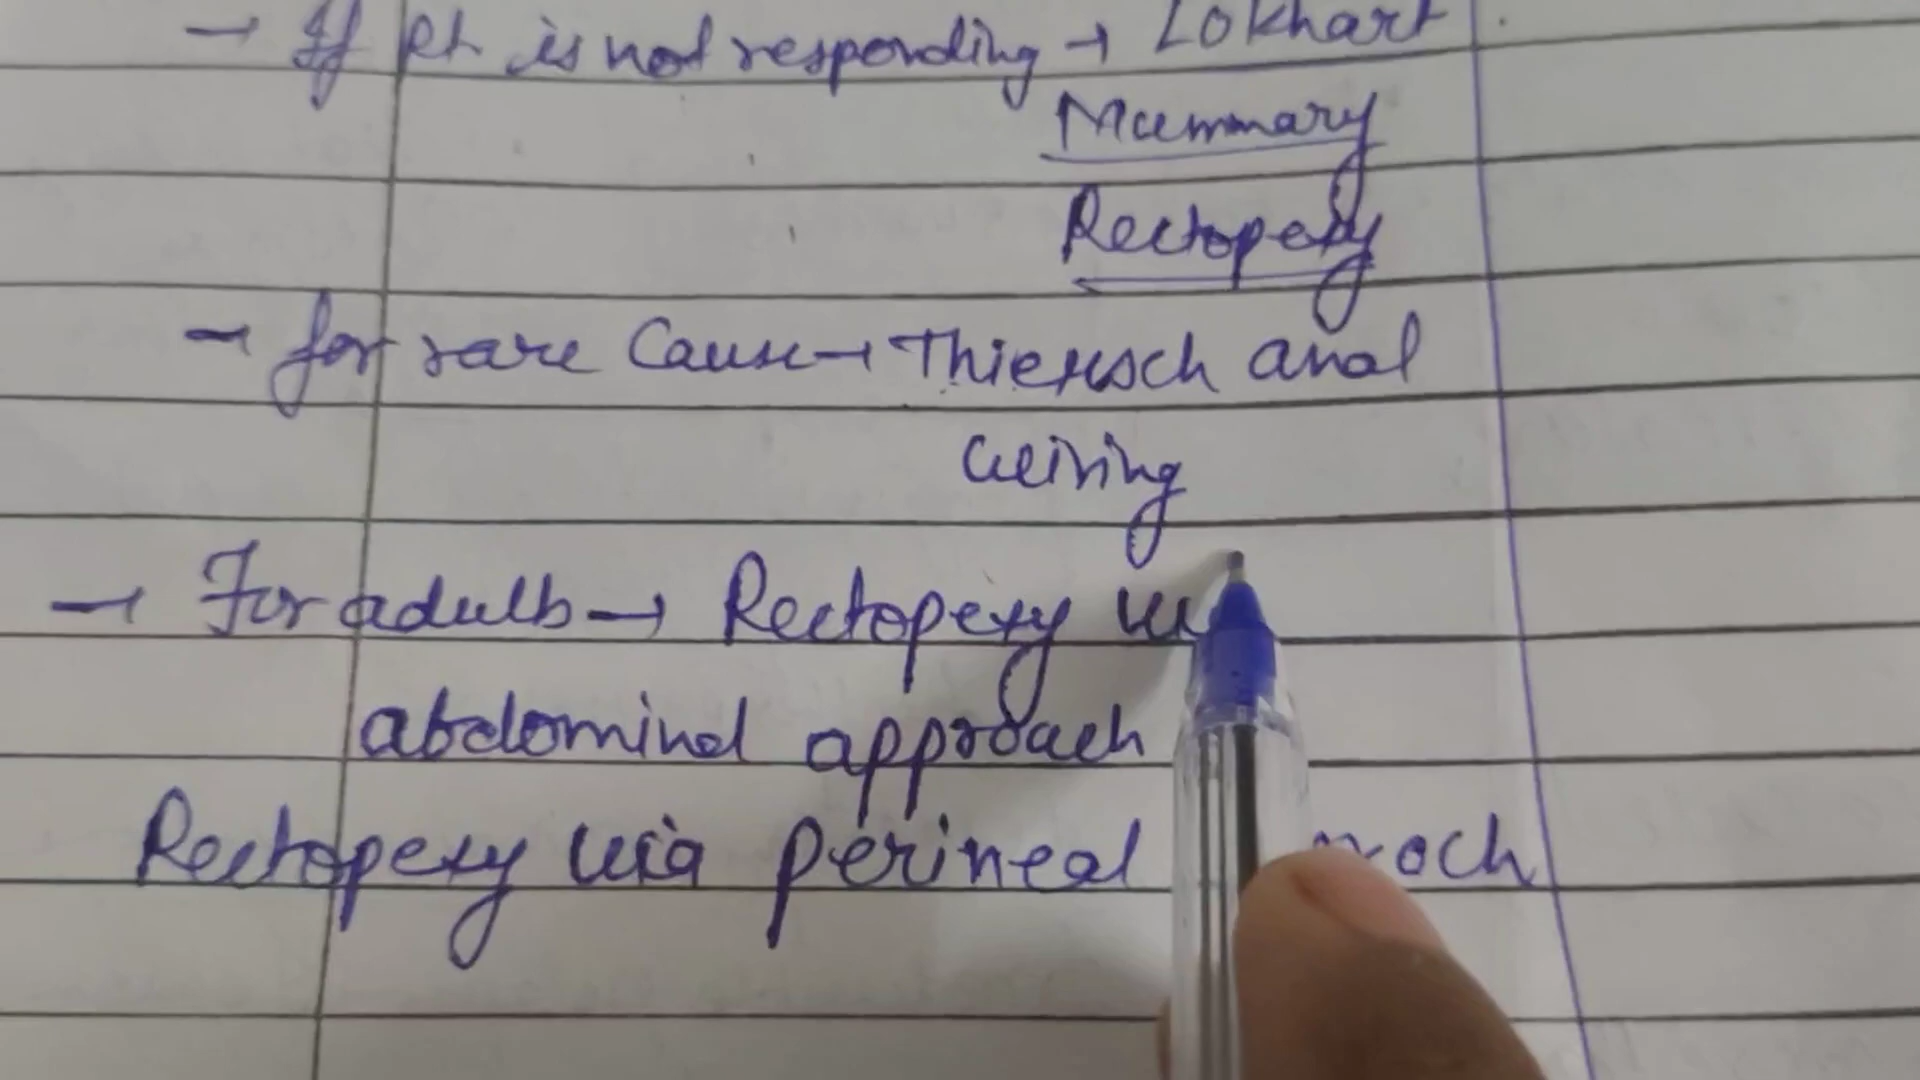 → If pt is not responding → Lokhart
Mummary
Rectopexy
– for rare Cause → Thiersch anal
wiring
→ For adults → Rectopexy
abdominal approach
Rectopexy via perineal